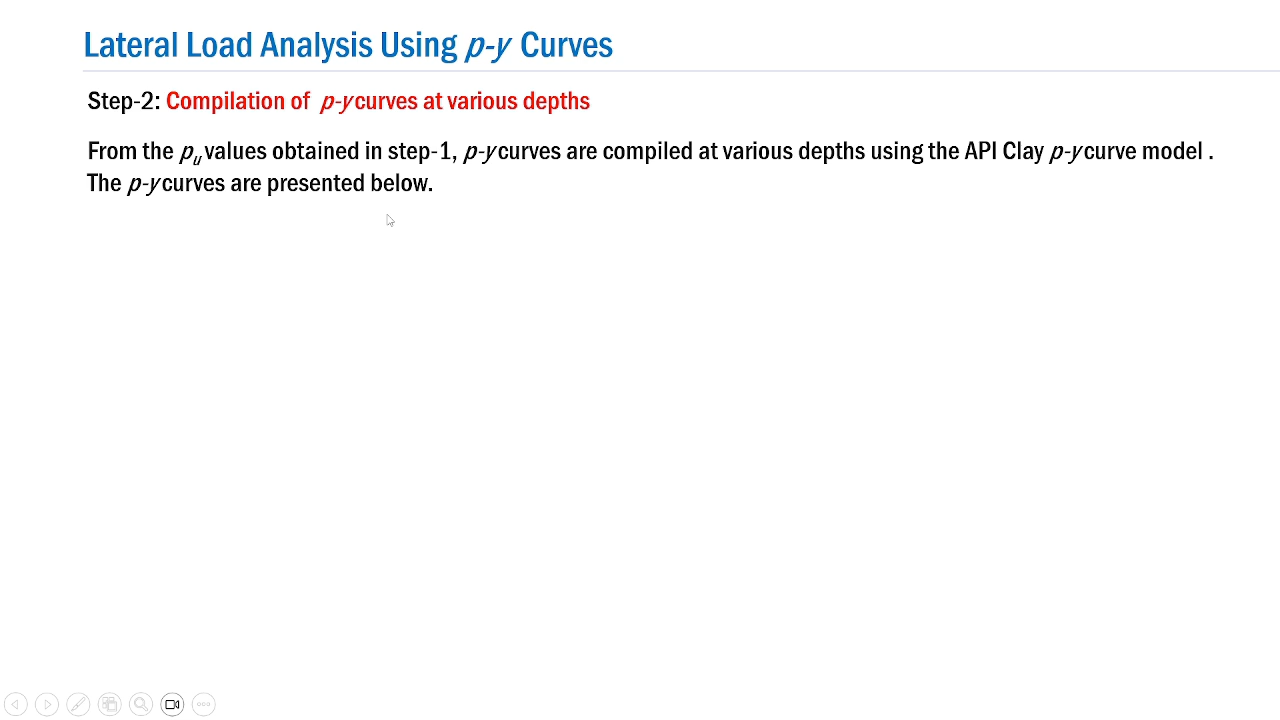 Lateral Load Analysis Using p-y Curves
Step-2: Compilation of p-y curves at various depths
From the pu values obtained in step-1, p-y curves are compiled at various depths using the API Clay p-y curve model .
The p-y curves are presented below.